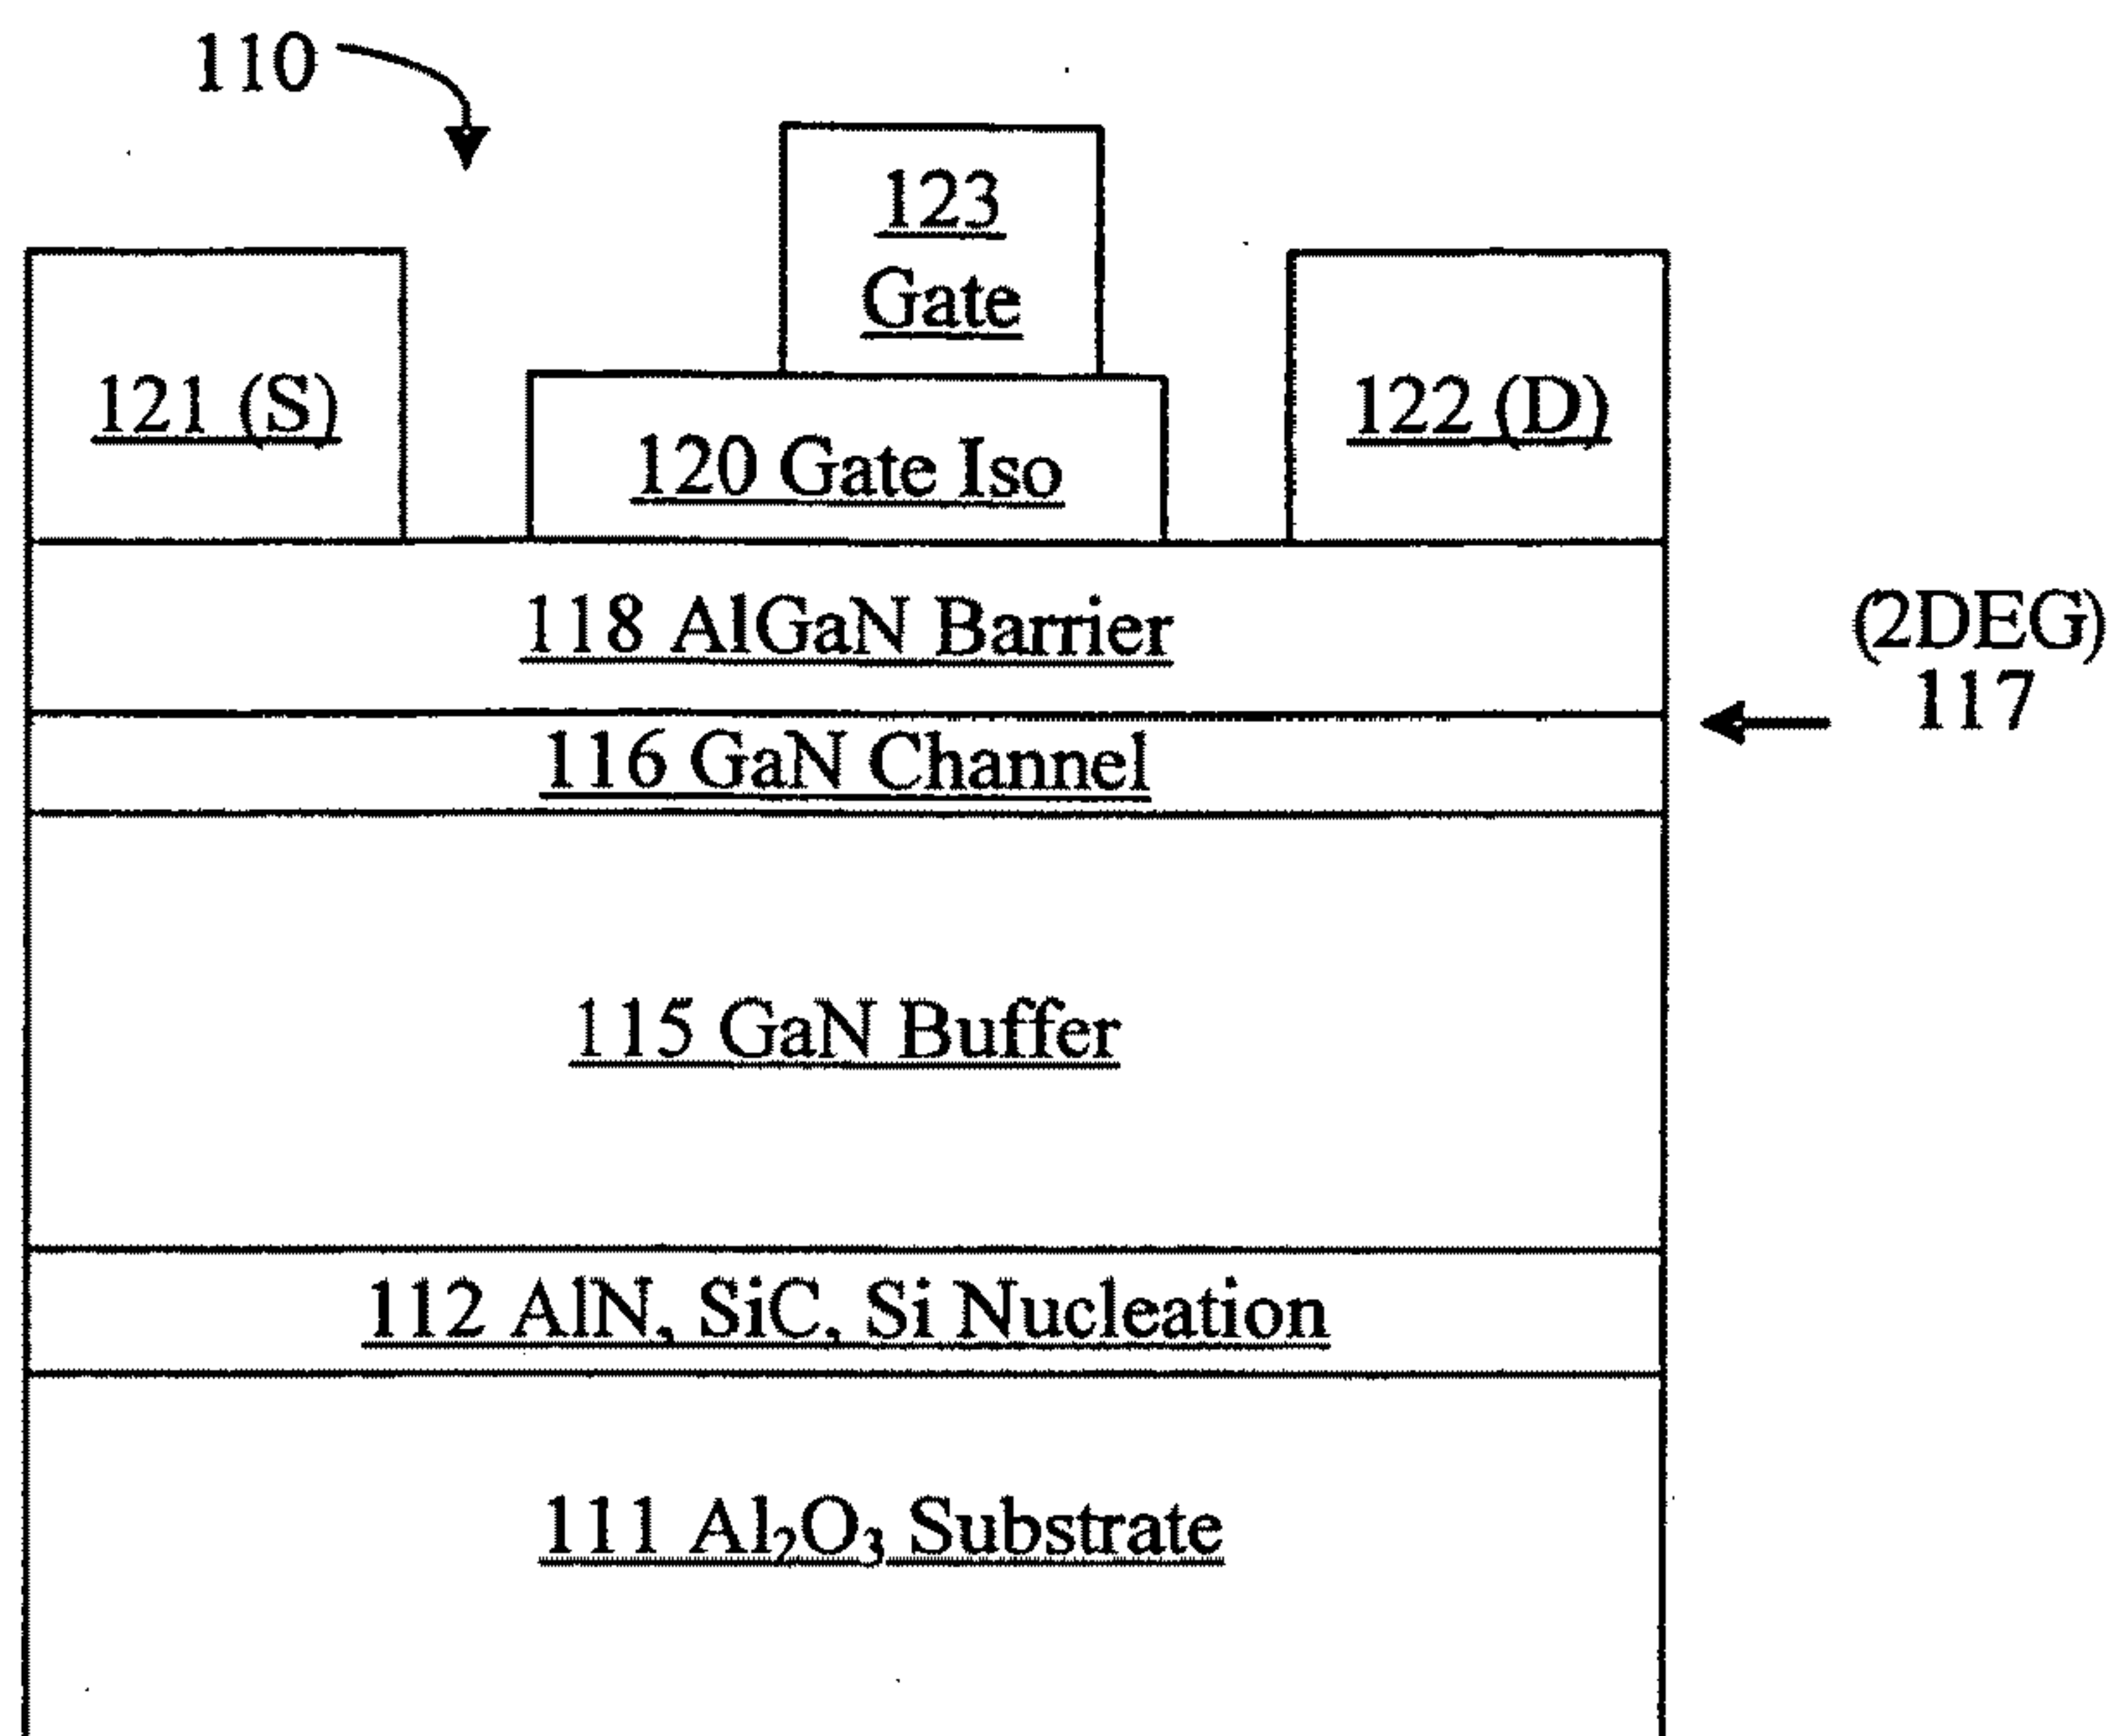 110
123
Gate
121 (S)
122 (D)
120 Gate Iso
118 AlGaN Barrier
(2DEG)
117
116 GaN Channel
115 GaN Buffer
112 AlN, SiC, Si Nucleation
111 Al₂O₃ Substrate